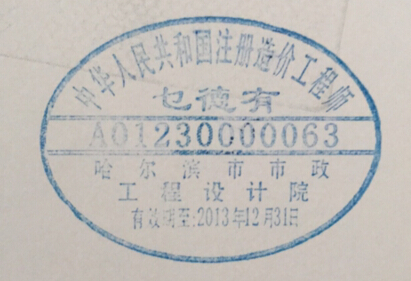 中华人民共和国注册造价工程师
乜德有
A01230000063
哈尔滨市市政
工程设计院
有效期至:2013年12月31日